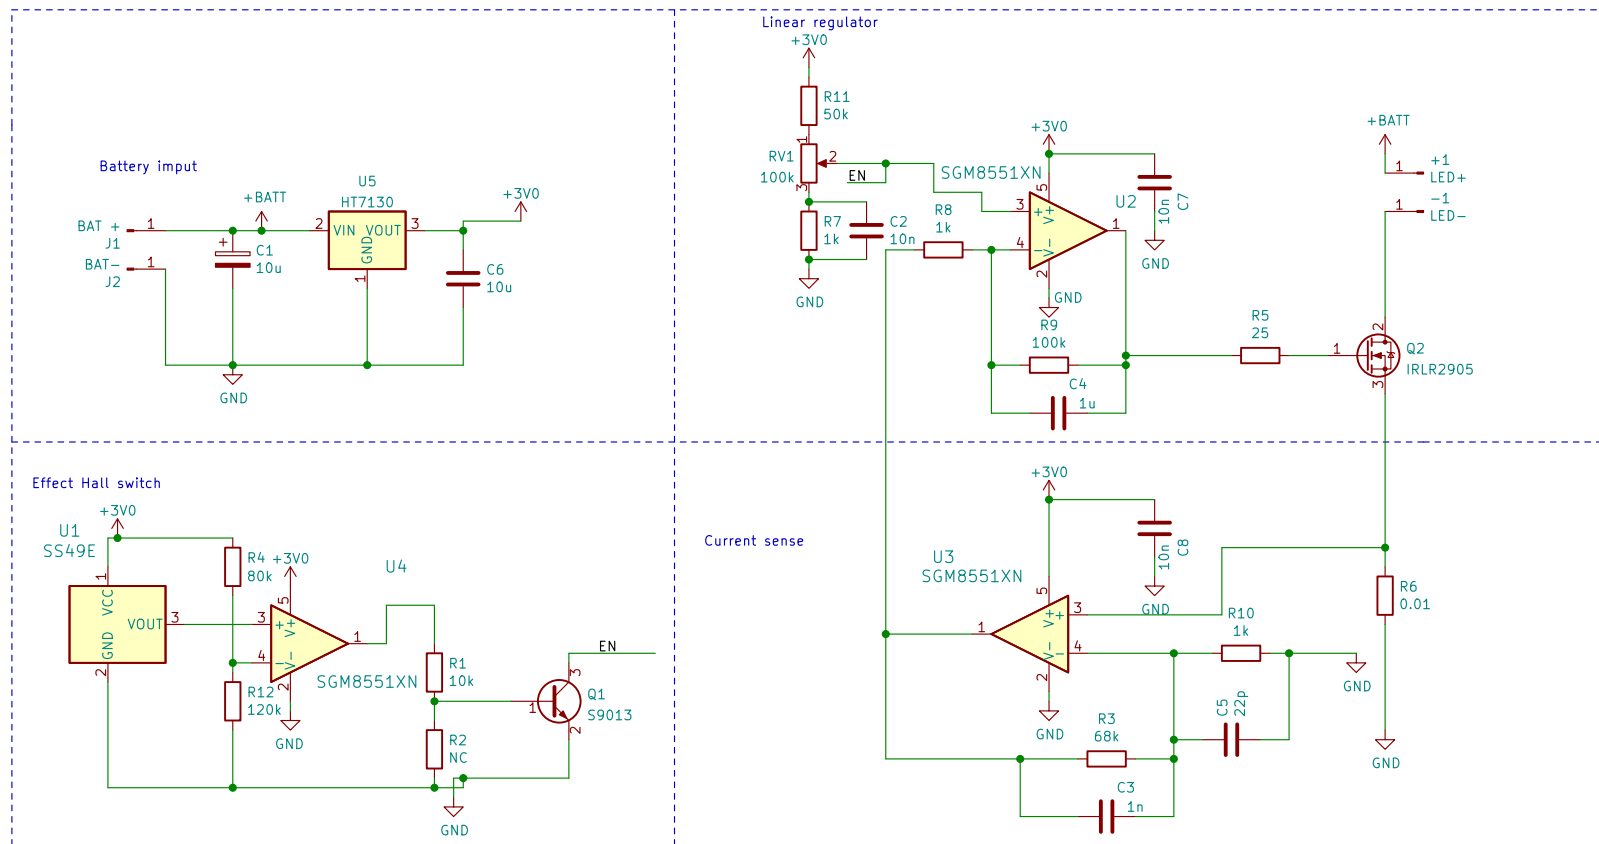 Battery imput
BAT +
J1
1
BAT-
J2
1
+BATT
+
C1
10u
U5
HT7130
2
VIN VOUT
GND
3
1
+3V0
C6
10u
GND
Linear regulator
+3V0
R11
50k
RV1
100k
1
2
3
EN
R7
1k
C2
10n
GND
R8
1k
+3V0
SGM8551XN
U2
3
+
V+
5
4
-
V-
2
1
GND
C7
10n
GND
R9
100k
C4
1u
R5
25
+BATT
1
+1
LED+
1
-1
LED-
1
2
3
Q2
IRLR2905
Effect Hall switch
+3V0
U1
SS49E
1
VCC
VOUT
3
GND
2
R4
80k
+3V0
U4
3
+
V+
5
4
-
V-
2
1
SGM8551XN
R12
120k
GND
R1
10k
R2
NC
EN
1
3
2
Q1
S9013
GND
Current sense
+3V0
C8
10n
GND
U3
SGM8551XN
5
V+
+
3
1
V-
-
4
2
GND
R10
1k
GND
C5
22p
R3
68k
C3
1n
R6
0.01
GND